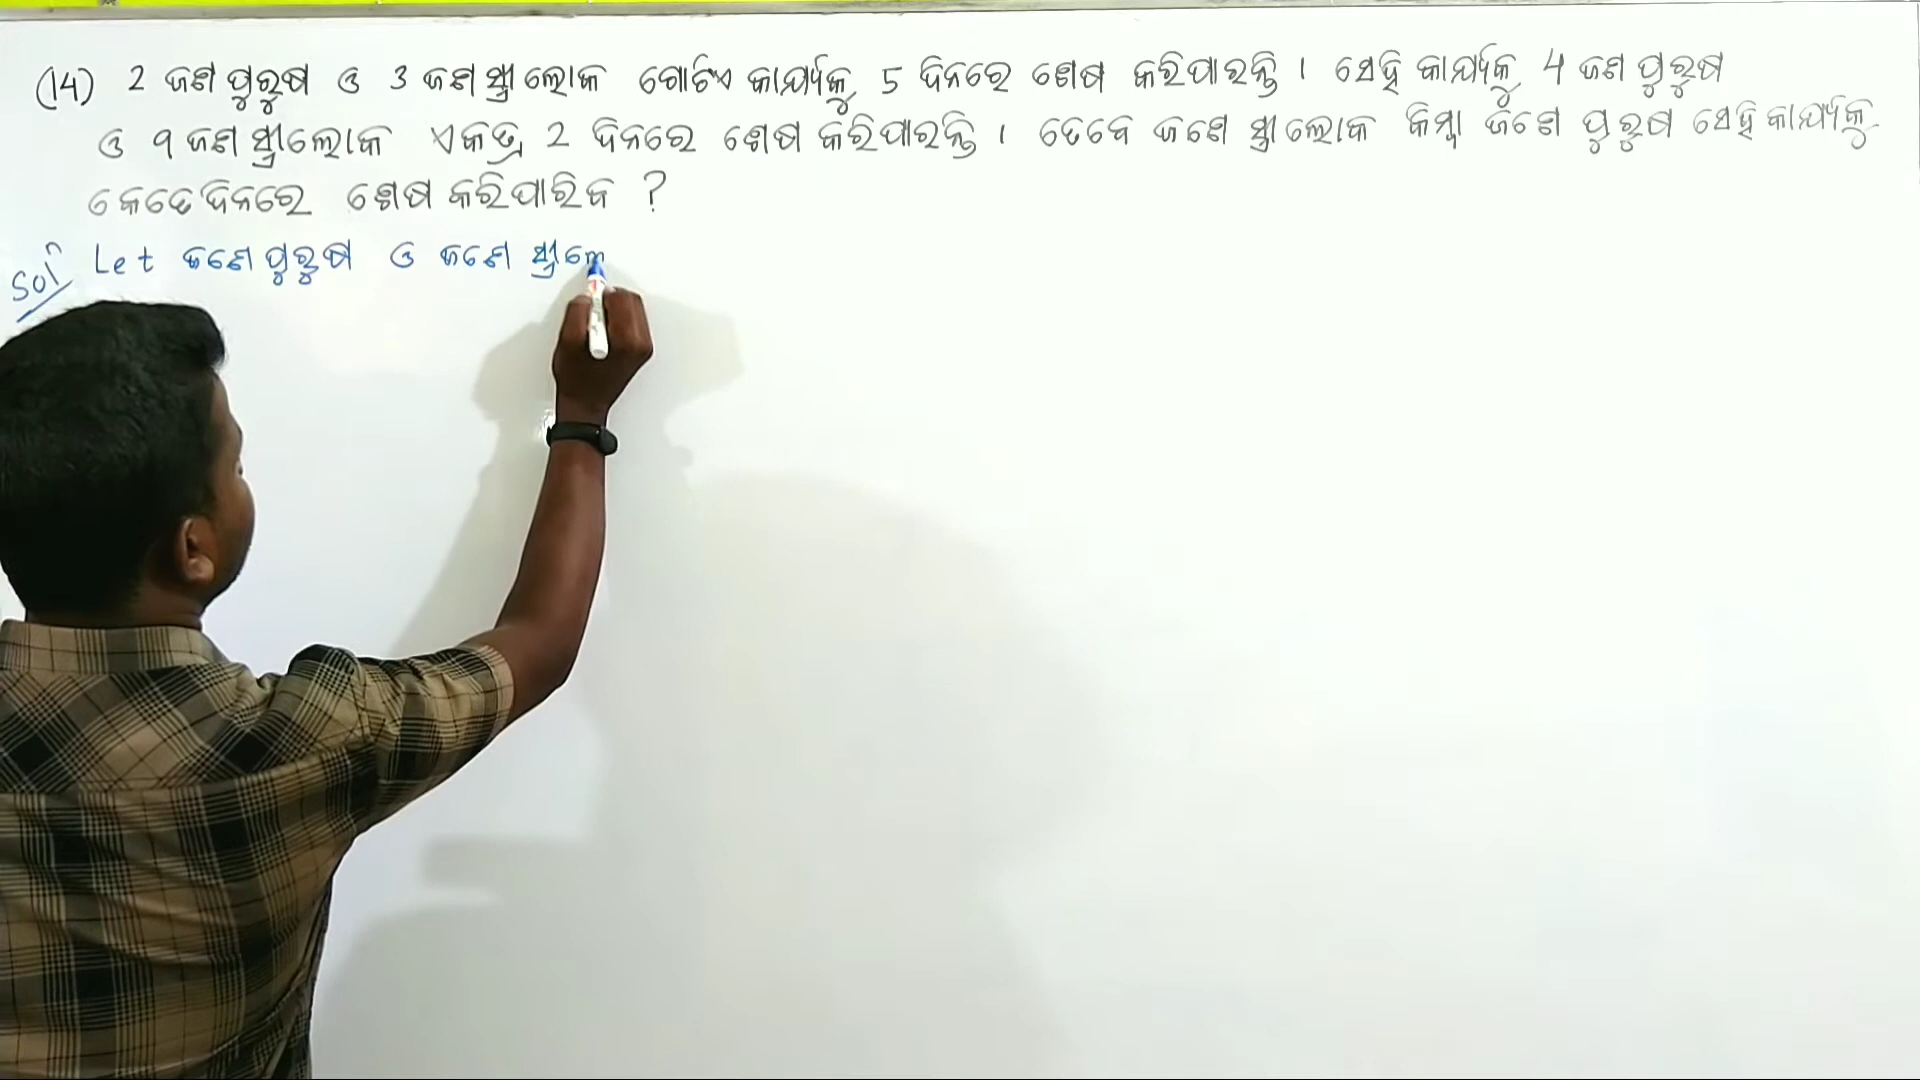 (14) 2 ଜଣ ପୁରୁଷ ଓ 3 ଜଣ ସ୍ତ୍ରୀଲୋକ ଗୋଟିଏ କାର୍ଯ୍ୟକୁ 5 ଦିନରେ ଶେଷ କରିପାରନ୍ତି । ସେହି କାର୍ଯ୍ୟକୁ 4 ଜଣ ପୁରୁଷ
ଓ 9 ଜଣ ସ୍ତ୍ରୀଲୋକ ଏକତ୍ର 2 ଦିନରେ ଶେଷ କରିପାରନ୍ତି । ତେବେ ଜଣେ ସ୍ତ୍ରୀଲୋକ କିମ୍ବା ଜଣେ ପୁରୁଷ ସେହି କାର୍ଯ୍ୟକୁ
କେତେ ଦିନରେ ଶେଷ କରିପାରିବ ?
Solⁿ Let ଜଣେ ପୁରୁଷ ଓ ଜଣେ